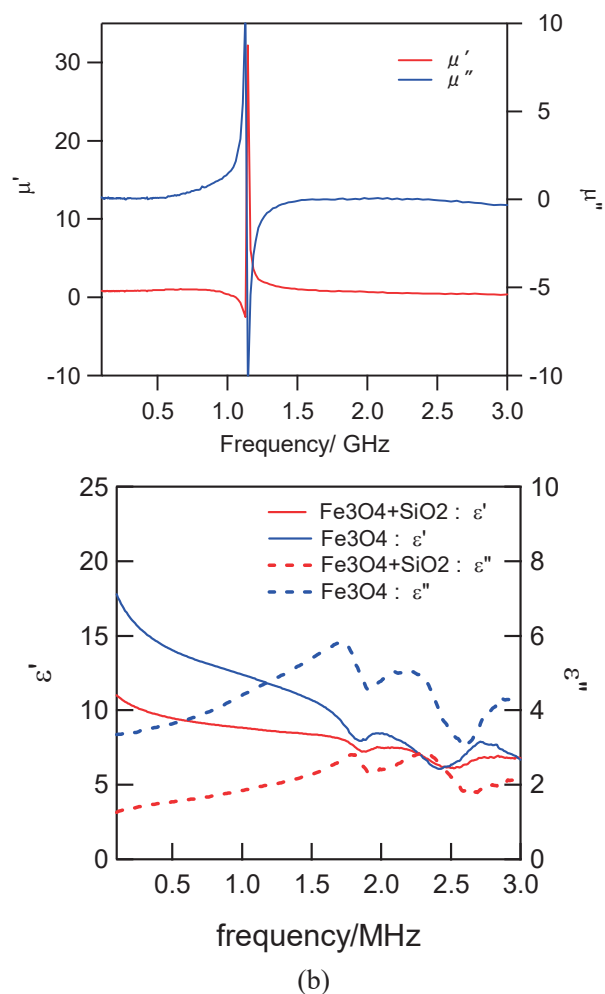 30
20
10
0
-10
μ'
10
5
0
-5
-10
μ"
μ′
μ″
0.5 1.0 1.5 2.0 2.5 3.0
Frequency/ GHz
25
20
15
10
5
0
ε'
10
8
6
4
2
0
ε"
Fe3O4+SiO2 : ε'
Fe3O4 : ε'
Fe3O4+SiO2 : ε"
Fe3O4 : ε"
0.5 1.0 1.5 2.0 2.5 3.0
frequency/MHz
(b)